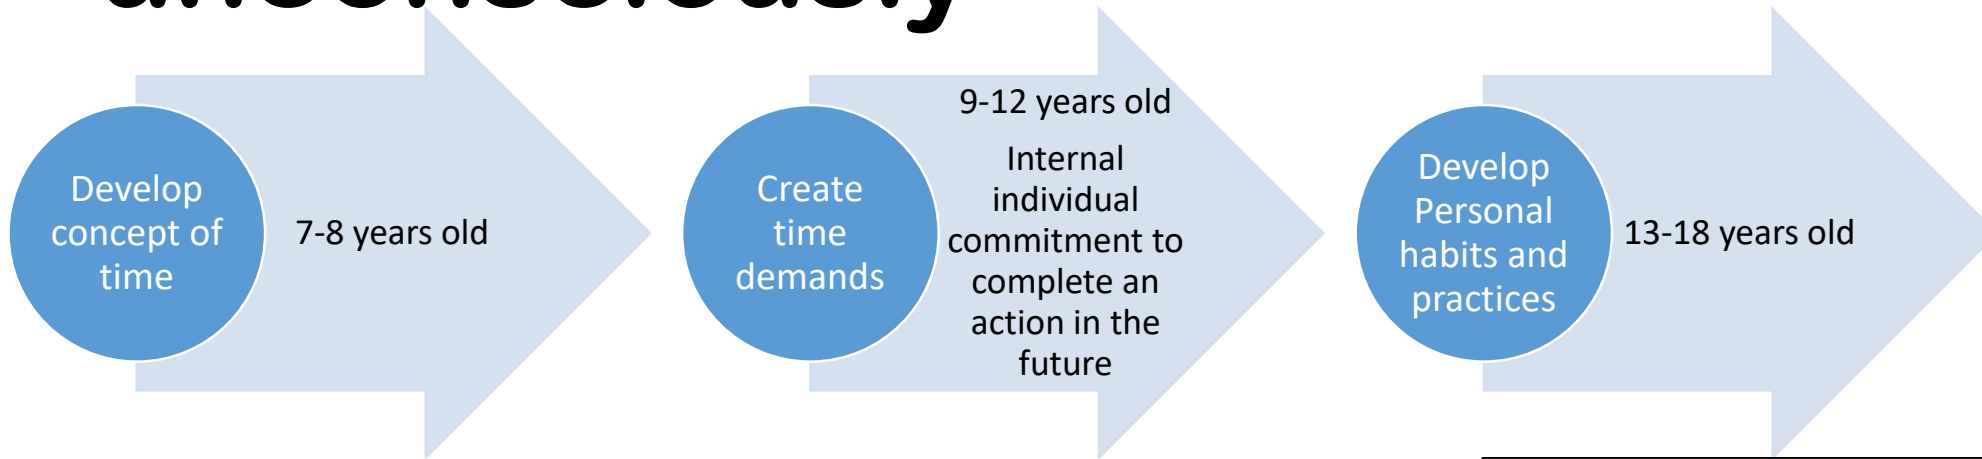 unconsciously
Develop
concept of
time
7-8 years old
Create
time
demands
9-12 years old
Internal
individual
commitment to
complete an
action in the
future
Develop
Personal
habits and
practices
13-18 years old